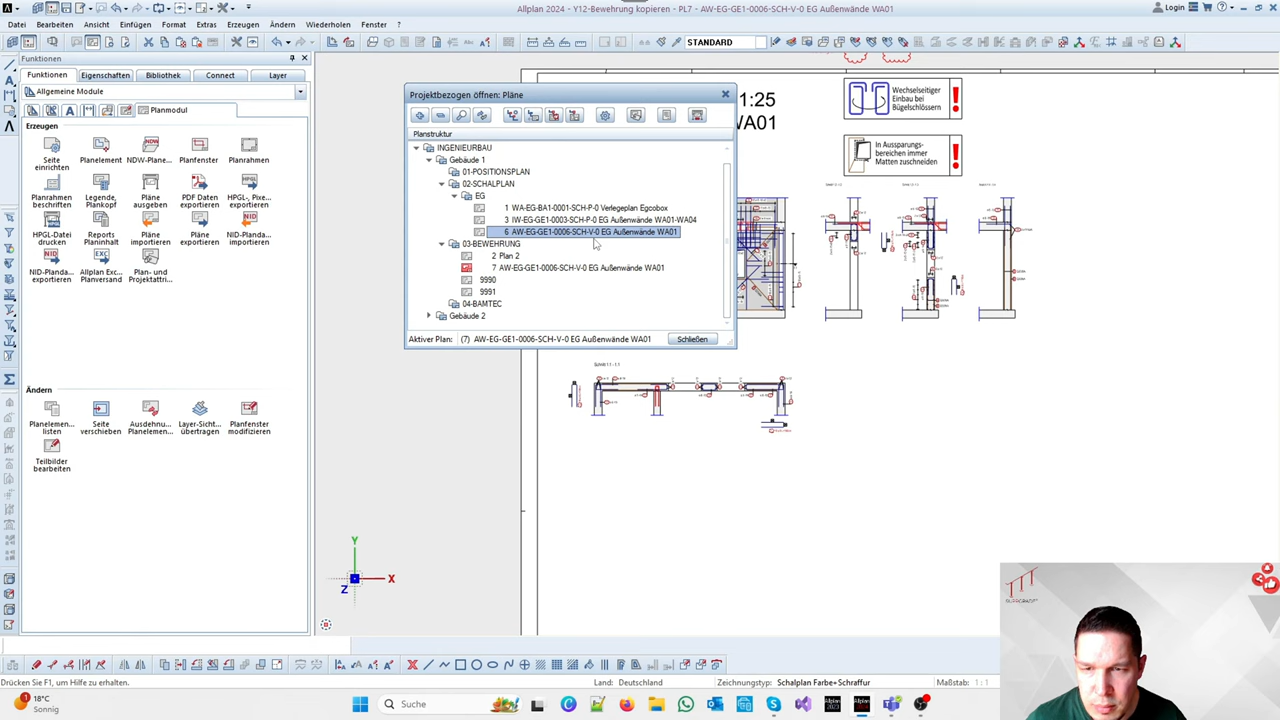 Allplan 2024 - Y12-Bewehrung kopieren - PL7 - AW-EG-GE1-0006-SCH-V-0 EG Außenwände WA01
Login
Datei Bearbeiten Ansicht Einfügen Format Extras Erzeugen Ändern Wiederholen Fenster ?
STANDARD
Funktionen
Funktionen Eigenschaften Bibliothek Connect Layer
Allgemeine Module
Planmodul
Erzeugen
Seite einrichten
Planelement
NDW-Plane...
Planfenster
Planrahmen
Planrahmen beschriften
Legende, Plankopf
Pläne ausgeben
PDF Daten exportieren
HPGL-, Pixe... exportieren
HPGL-Datei drucken
Reports Planinhalt
Pläne importieren
Pläne exportieren
NID-Planda... importieren
NID-Planda... exportieren
Allplan Exc... Planversand
Plan- und Projektattri...
Ändern
Planelemen... listen
Seite verschieben
Ausdehnu... Planelemen...
Layer-Sicht... übertragen
Planfenster modifizieren
Teilbilder bearbeiten
Projektbezogen öffnen: Pläne
Planstruktur
INGENIEURBAU
Gebäude 1
01-POSITIONSPLAN
02-SCHALPLAN
EG
1 WA-EG-BA1-0001-SCH-P-0 Verlegeplan Egcobox
3 IW-EG-GE1-0003-SCH-P-0 EG Außenwände WA01-WA04
6 AW-EG-GE1-0006-SCH-V-0 EG Außenwände WA01
03-BEWEHRUNG
2 Plan 2
7 AW-EG-GE1-0006-SCH-V-0 EG Außenwände WA01
9990
9991
04-BAMTEC
Gebäude 2
Aktiver Plan: (7) AW-EG-GE1-0006-SCH-V-0 EG Außenwände WA01
Schließen
1:25
WA01
Wechselseitiger
Einbau bei
Bügelschlössern
!
In Aussparungs-
bereichen immer
Matten zuschneiden
!
Schnitt 1.1 - 1.1
Y
X
Z
Drücken Sie F1, um Hilfe zu erhalten.
Land: Deutschland
Zeichnungstyp: Schalplan Farbe+Schraffur
Maßstab: 1 : 1
18°C
Sonnig
Suche